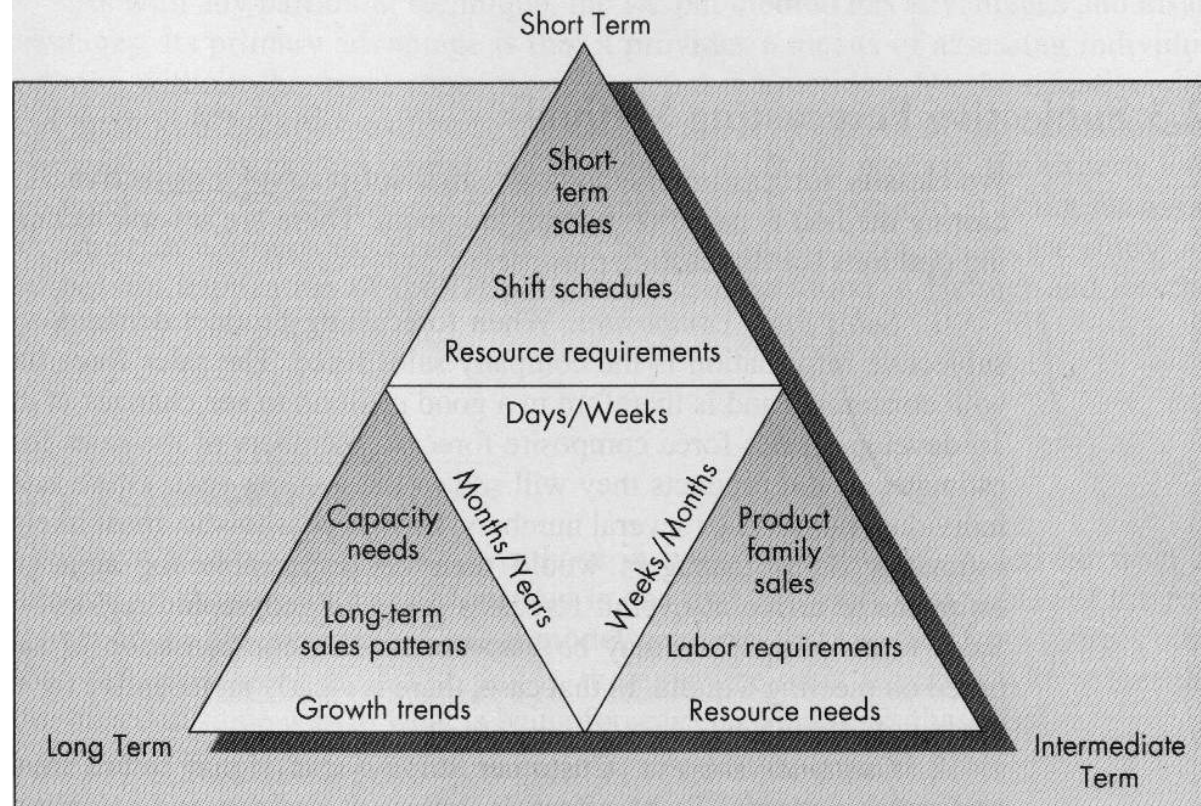 Short Term
Short-
term
sales
Shift schedules
Resource requirements
Days/Weeks
Months/Years
Weeks/Months
Capacity
needs
Long-term
sales patterns
Growth trends
Product
family
sales
Labor requirements
Resource needs
Long Term
Intermediate
Term